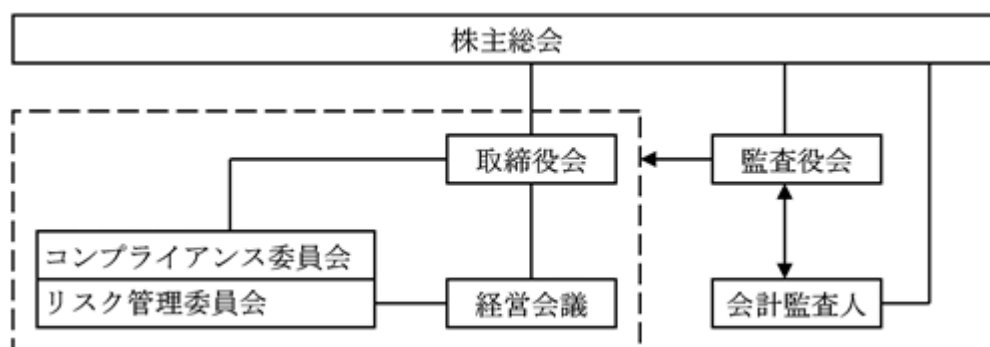 株主総会
取締役会
監査役会
コンプライアンス委員会
リスク管理委員会
経営会議
会計監査人